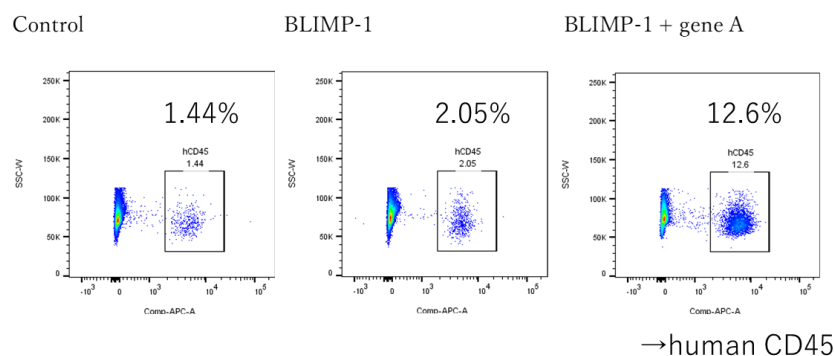 Control
BLIMP-1
BLIMP-1 + gene A
250K
200K
150K
100K
50K
0
SSC-W
1.44%
hCD45
1.44
-10³ 0 10³ 10⁴ 10⁵
Comp-APC-A
250K
200K
150K
100K
50K
0
SSC-W
2.05%
hCD45
2.05
-10³ 0 10³ 10⁴ 10⁵
Comp-APC-A
250K
200K
150K
100K
50K
0
SSC-W
12.6%
hCD45
12.6
-10³ 0 10³ 10⁴ 10⁵
Comp-APC-A
→human CD45